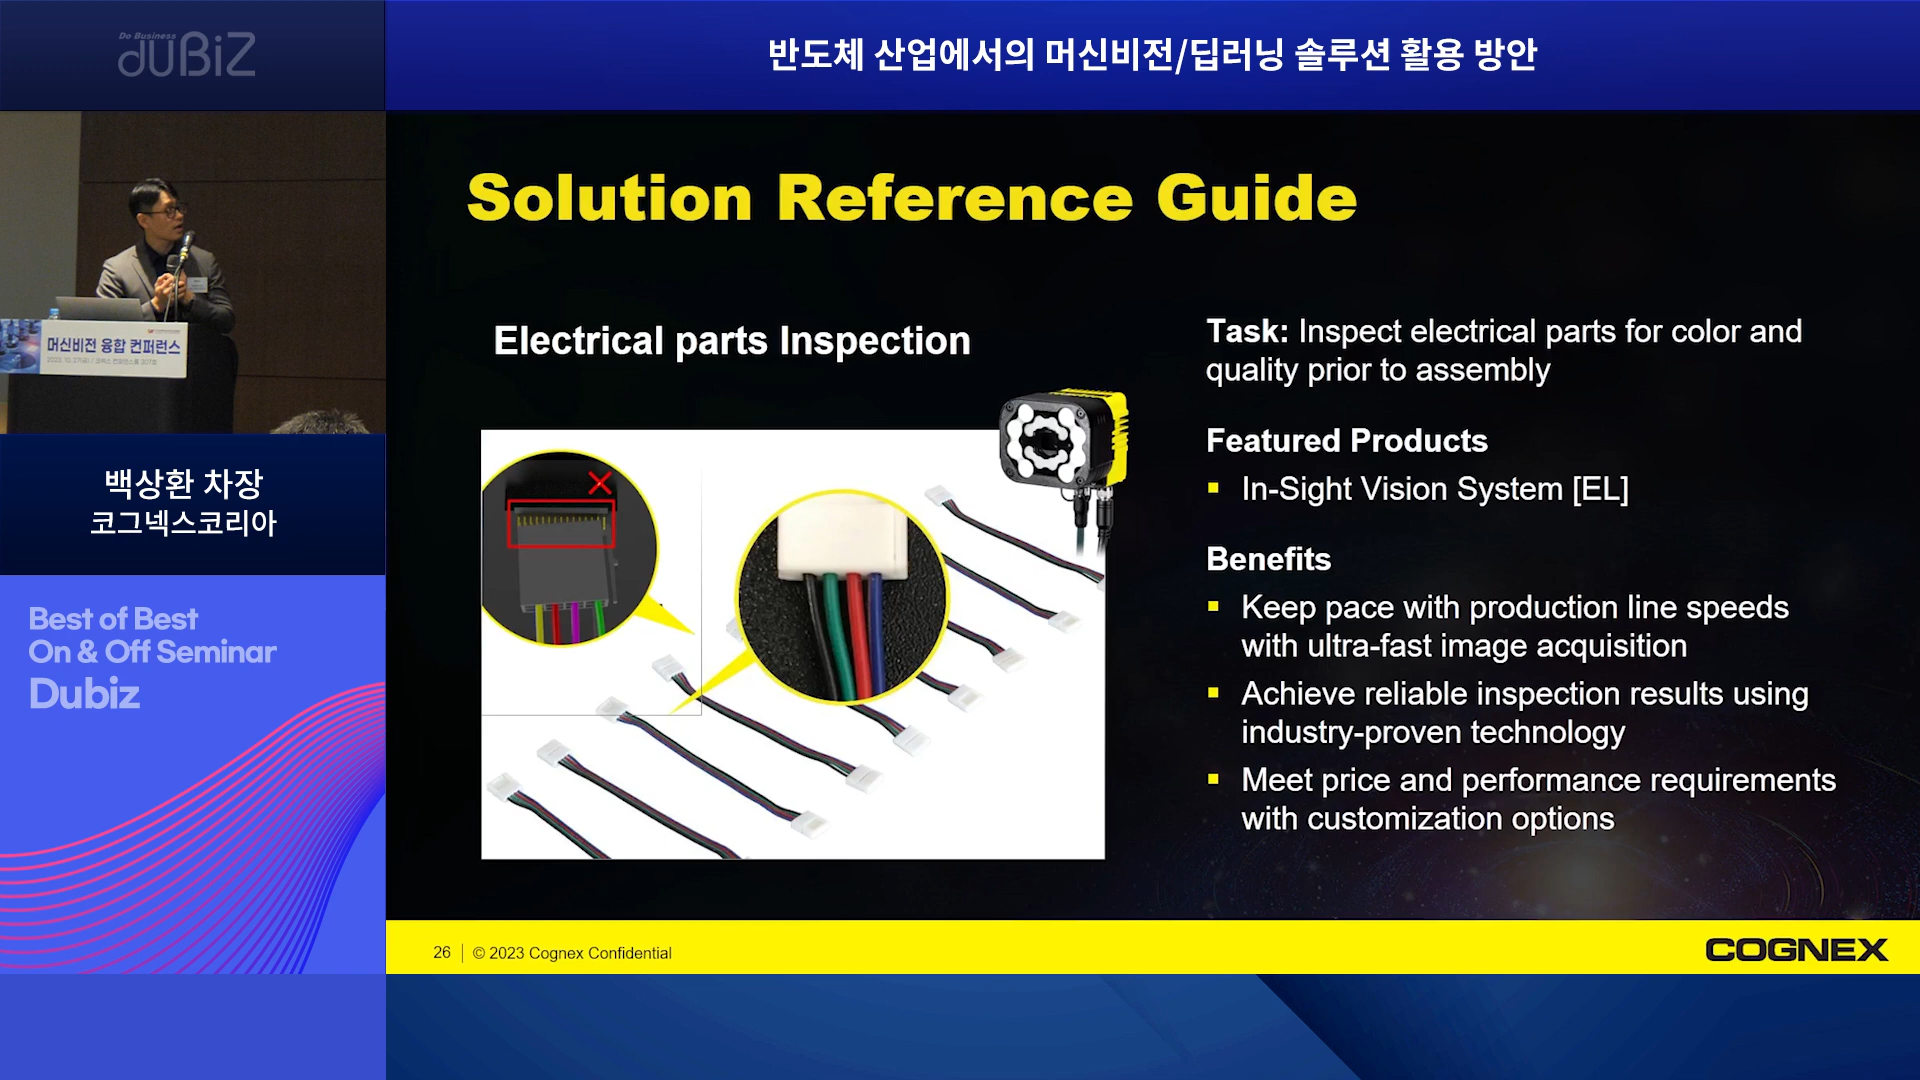 Do Business
duBiZ
반도체 산업에서의 머신비전/딥러닝 솔루션 활용 방안
머신비전 융합 컨퍼런스
백상환 차장
코그넥스코리아
Best of Best
On & Off Seminar
Dubiz
Solution Reference Guide
Electrical parts Inspection
Task: Inspect electrical parts for color and
quality prior to assembly
Featured Products
▪ In-Sight Vision System [EL]
Benefits
▪ Keep pace with production line speeds
with ultra-fast image acquisition
▪ Achieve reliable inspection results using
industry-proven technology
▪ Meet price and performance requirements
with customization options
26 | © 2023 Cognex Confidential
COGNEX